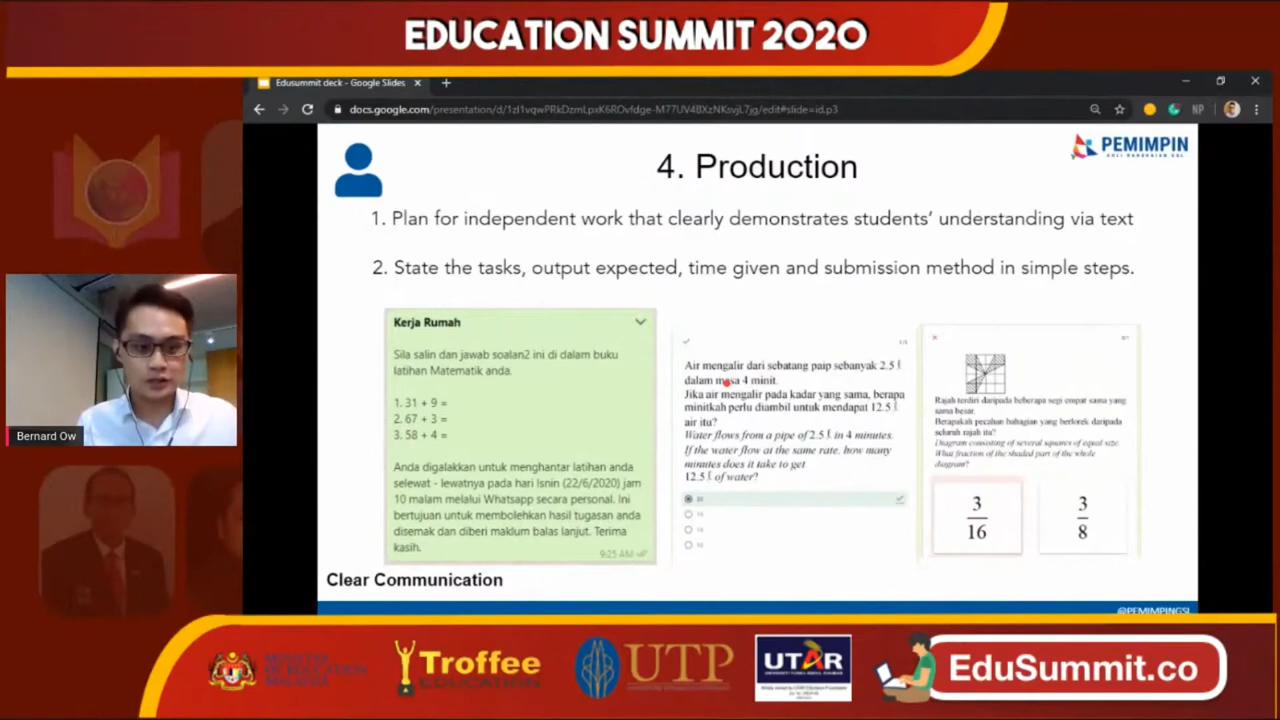 EDUCATION SUMMIT 2020
Edusummit deck - Google Slides
docs.google.com/presentation/d/1zI1vqwPRkDzmLpxK6ROvfdge-M77UV4BXzNKsvjL7jg/edit#slide=id.p3
NP
PEMIMPIN
4. Production
1. Plan for independent work that clearly demonstrates students’ understanding via text
2. State the tasks, output expected, time given and submission method in simple steps.
Kerja Rumah
Sila salin dan jawab soalan2 ini di dalam buku
latihan Matematik anda.
1. 31 + 9 =
2. 67 + 3 =
3. 58 + 4 =
Anda digalakkan untuk menghantar latihan anda
selewat - lewatnya pada hari Isnin (22/6/2020) jam
10 malam melalui Whatsapp secara personal. Ini
bertujuan untuk membolehkan hasil tugasan anda
disemak dan diberi maklum balas lanjut. Terima
kasih.
9:25 AM
Air mengalir dari sebatang paip sebanyak 2.5 ℓ
dalam masa 4 minit.
Jika air mengalir pada kadar yang sama, berapa
minitkah perlu diambil untuk mendapat 12.5 ℓ
air itu?
Water flows from a pipe of 2.5 ℓ in 4 minutes.
If the water flow at the same rate, how many
minutes does it take to get
12.5 ℓ of water?
Rajah terdiri daripada beberapa segi empat sama yang
sama besar.
Berapakah pecahan bahagian yang berlorek daripada
seluruh rajah itu?
Diagram consisting of several squares of equal size.
What fraction of the shaded part of the whole
diagram?
3
16
3
8
Clear Communication
@PEMIMPINGSL
Bernard Ow
MINISTRY
OF EDUCATION
MALAYSIA
Troffee
EDUCATION
UTP
UTAR
EduSummit.co